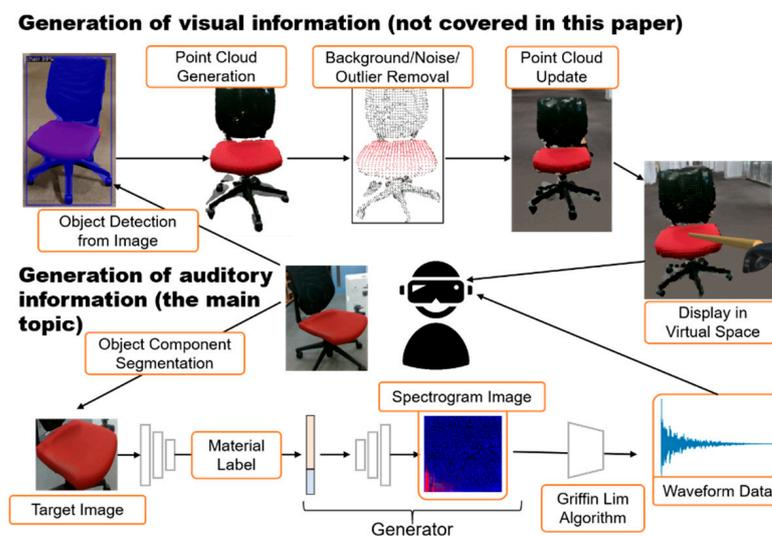 Generation of visual information (not covered in this paper)
Point Cloud
Generation
Background/Noise/
Outlier Removal
Point Cloud
Update
Object Detection
from Image
Display in
Virtual Space
Generation of auditory
information (the main
topic)
Object Component
Segmentation
Spectrogram Image
Material
Label
Target Image
Generator
Griffin Lim
Algorithm
Waveform Data